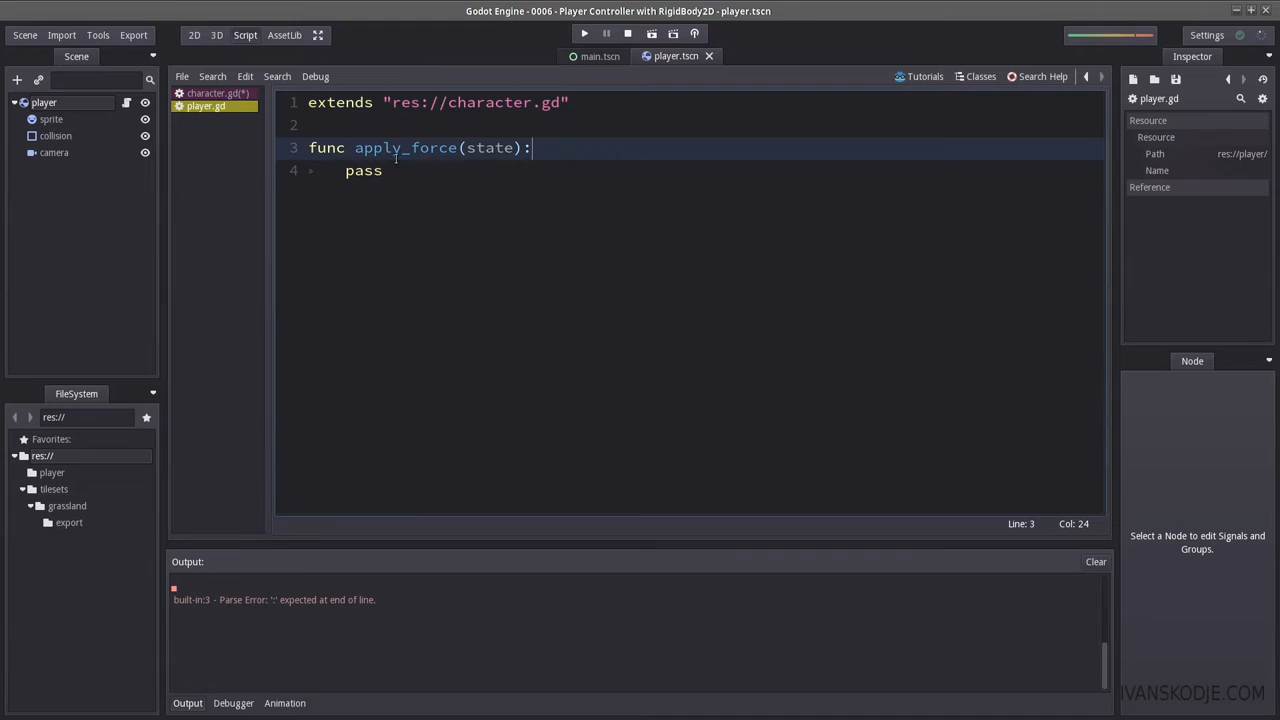 Godot Engine - 0006 - Player Controller with RigidBody2D - player.tscn
Scene Import Tools Export
2D 3D Script AssetLib
Settings
Scene
main.tscn
player.tscn
Inspector
File Search Edit Search Debug
Tutorials Classes Search Help
player
sprite
collision
camera
character.gd(*)
player.gd
1 extends "res://character.gd"
2
3 func apply_force(state):
4 pass
Line: 3 Col: 24
player.gd
Resource
Resource
Path res://player/
Name
Reference
FileSystem
res://
Favorites:
res://
player
tilesets
grassland
export
Node
Select a Node to edit Signals and
Groups.
Output:
Clear
built-in:3 - Parse Error: ':' expected at end of line.
Output Debugger Animation
IVANSKODJE.COM